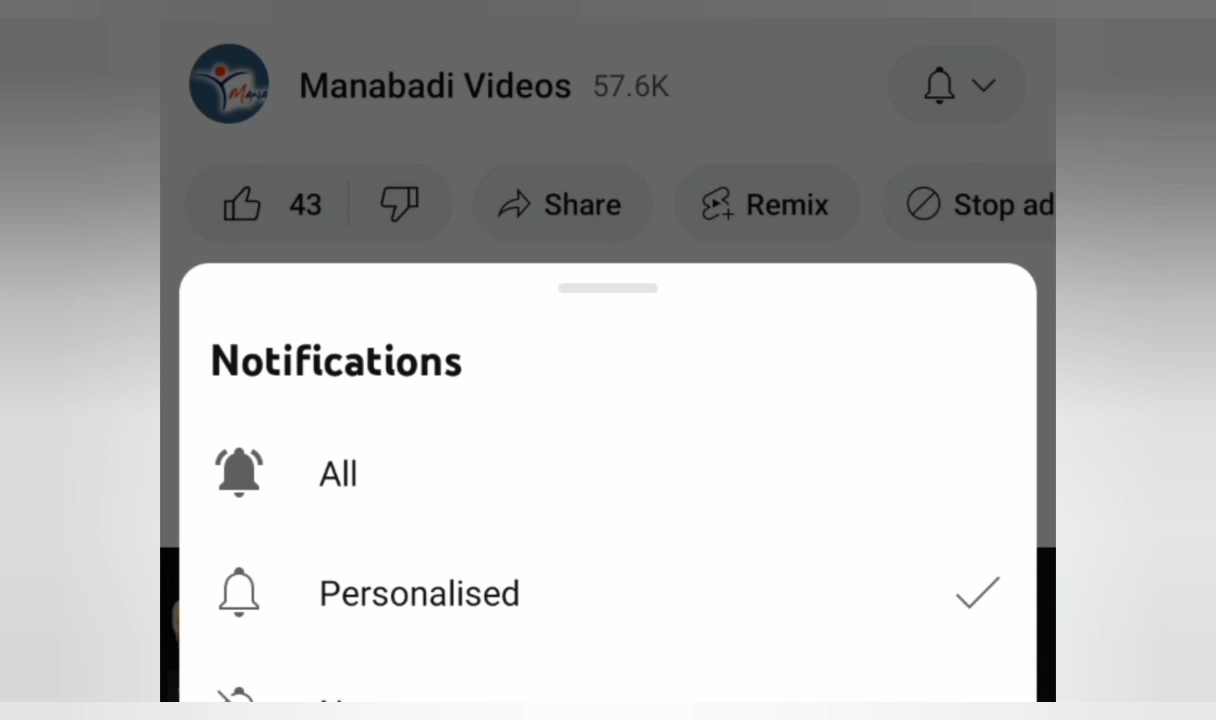 Manabadi Videos 57.6K
43 Share Remix Stop ad
Notifications
All
Personalised